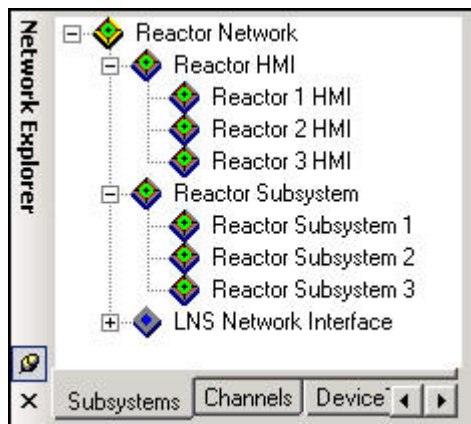 Network Explorer
Reactor Network
Reactor HMI
Reactor 1 HMI
Reactor 2 HMI
Reactor 3 HMI
Reactor Subsystem
Reactor Subsystem 1
Reactor Subsystem 2
Reactor Subsystem 3
LNS Network Interface
Subsystems
Channels
Device